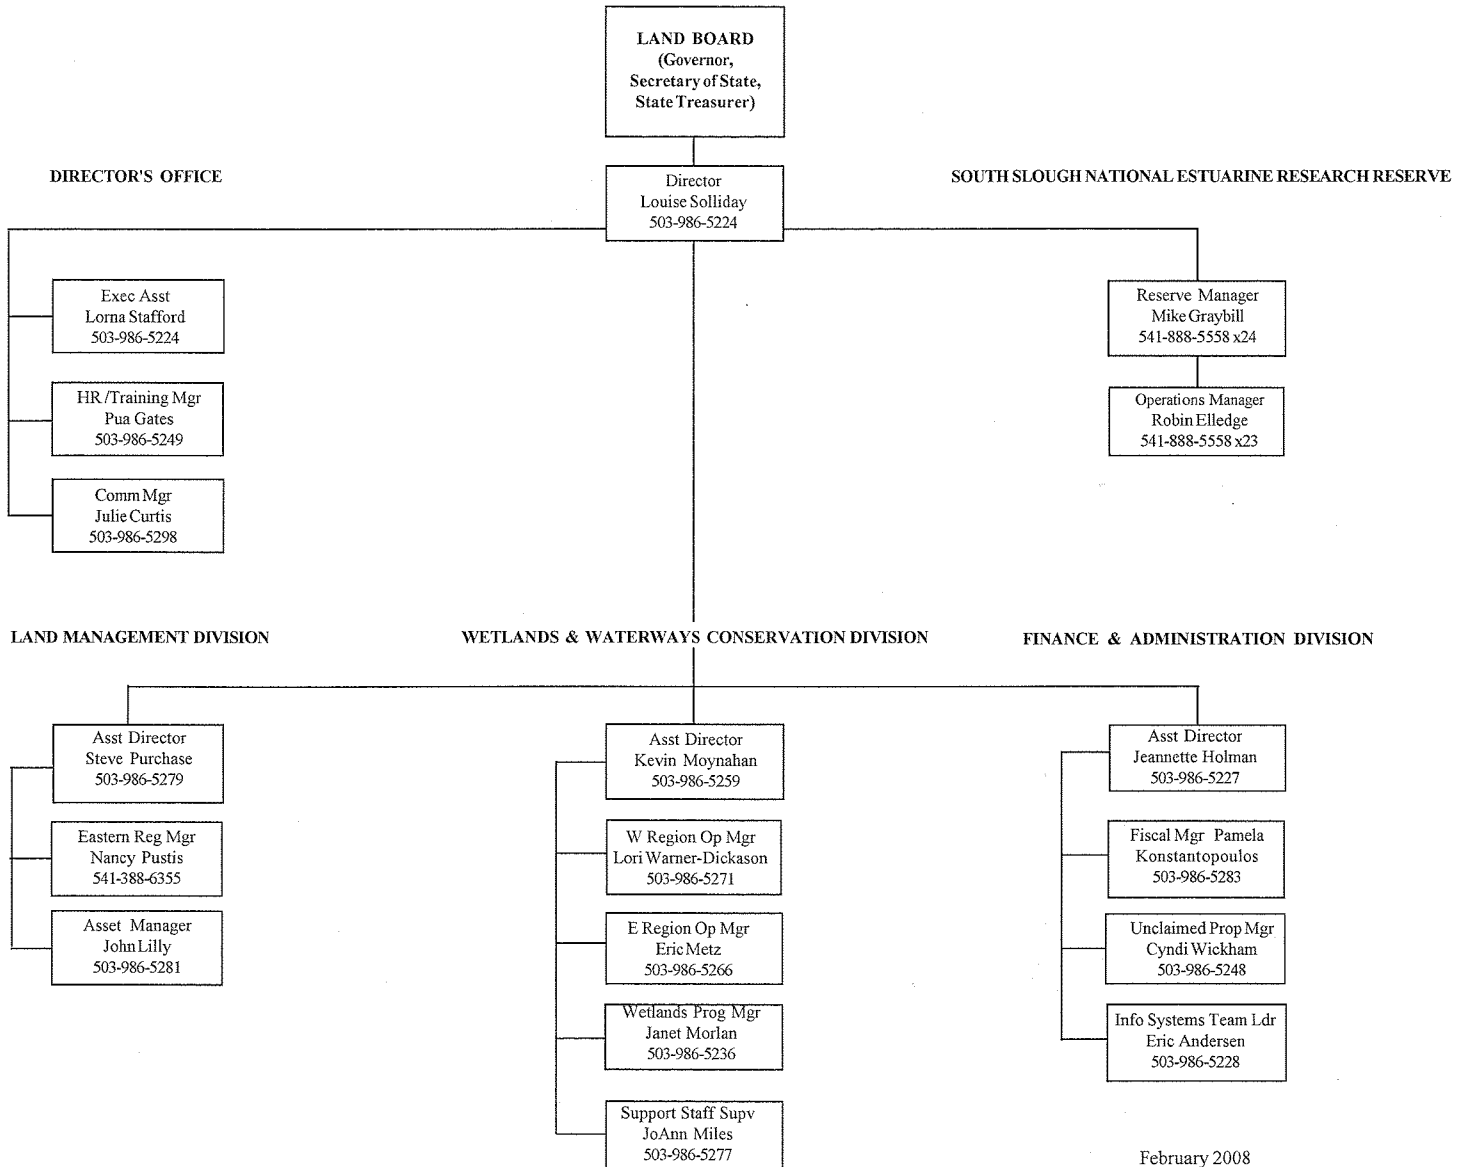 LAND BOARD
(Governor,
Secretary of State,
State Treasurer)
DIRECTOR'S OFFICE
Director
Louise Solliday
503-986-5224
SOUTH SLOUGH NATIONAL ESTUARINE RESEARCH RESERVE
Exec Asst
Lorna Stafford
503-986-5224
HR /Training Mgr
Pua Gates
503-986-5249
Comm Mgr
Julie Curtis
503-986-5298
Reserve Manager
Mike Graybill
541-888-5558 x24
Operations Manager
Robin Elledge
541-888-5558 x23
LAND MANAGEMENT DIVISION
Asst Director
Steve Purchase
503-986-5279
Eastern Reg Mgr
Nancy Pustis
541-388-6355
Asset Manager
John Lilly
503-986-5281
WETLANDS & WATERWAYS CONSERVATION DIVISION
Asst Director
Kevin Moynahan
503-986-5259
W Region Op Mgr
Lori Warner-Dickason
503-986-5271
E Region Op Mgr
Eric Metz
503-986-5266
Wetlands Prog Mgr
Janet Morlan
503-986-5236
Support Staff Supv
JoAnn Miles
503-986-5277
FINANCE & ADMINISTRATION DIVISION
Asst Director
Jeannette Holman
503-986-5227
Fiscal Mgr Pamela
Konstantopoulos
503-986-5283
Unclaimed Prop Mgr
Cyndi Wickham
503-986-5248
Info Systems Team Ldr
Eric Andersen
503-986-5228
February 2008